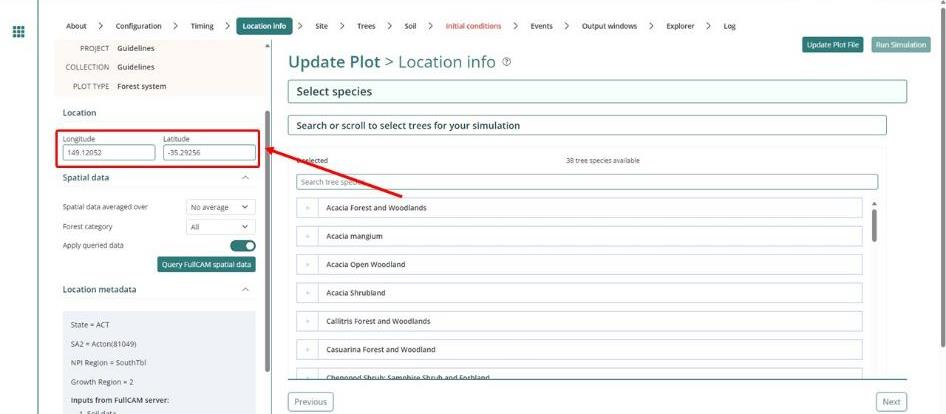 About > Configuration > Timing > Location info > Site > Trees > Soil > Initial conditions > Events > Output windows > Explorer > Log
Update Plot File Run Simulation
PROJECT Guidelines
COLLECTION Guidelines
PLOT TYPE Forest system
Location
Longitude Latitude
149.12052 -35.29256
Spatial data
Spatial data averaged over No average
Forest category All
Apply queried data
Query FullCAM spatial data
Location metadata
State = ACT
SA2 = Acton(81049)
NPI Region = SouthTbl
Growth Region = 2
Inputs from FullCAM server:
1. Soil data
Update Plot > Location info
Select species
Search or scroll to select trees for your simulation
selected 38 tree species available
Search tree species
+ Acacia Forest and Woodlands
+ Acacia mangium
+ Acacia Open Woodland
+ Acacia Shrubland
+ Callitris Forest and Woodlands
+ Casuarina Forest and Woodland
Chenopod Shrub; Samphire Shrub and Forbland
Previous Next